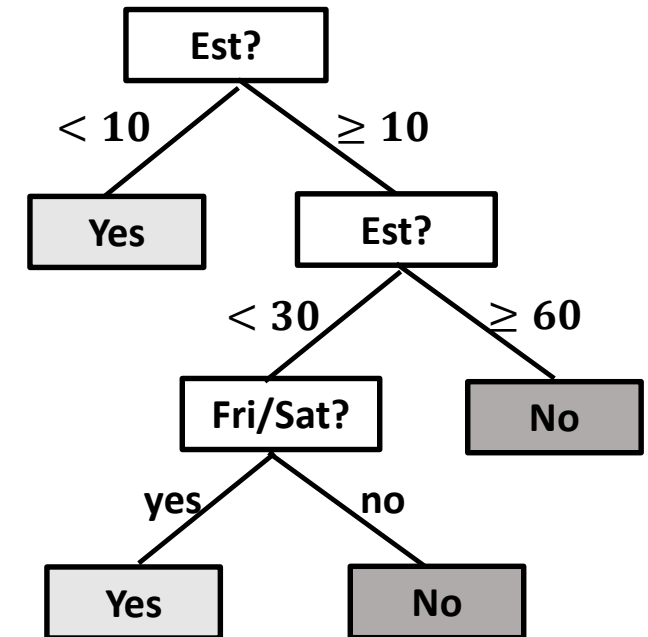 Est?
< 10
≥ 10
Yes
Est?
< 30
≥ 60
Fri/Sat?
No
yes
no
Yes
No